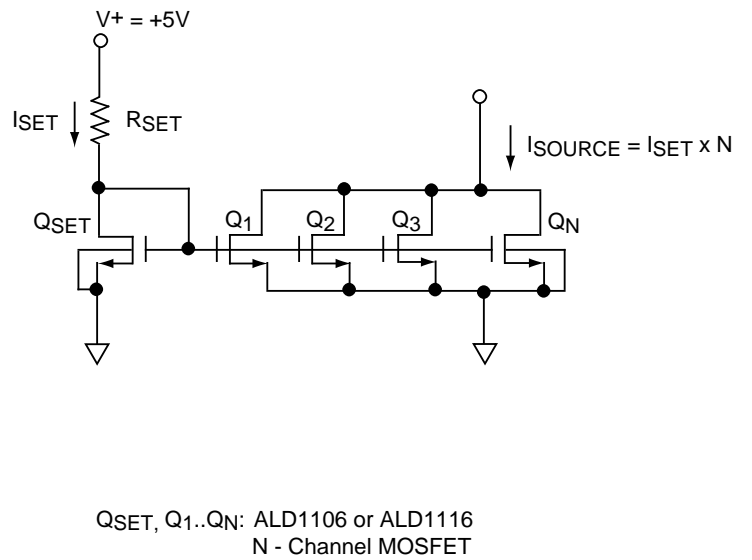 V+ = +5V
ISET
RSET
ISOURCE = ISET x N
QSET
Q1
Q2
Q3
QN
QSET, Q1..QN: ALD1106 or ALD1116
N - Channel MOSFET